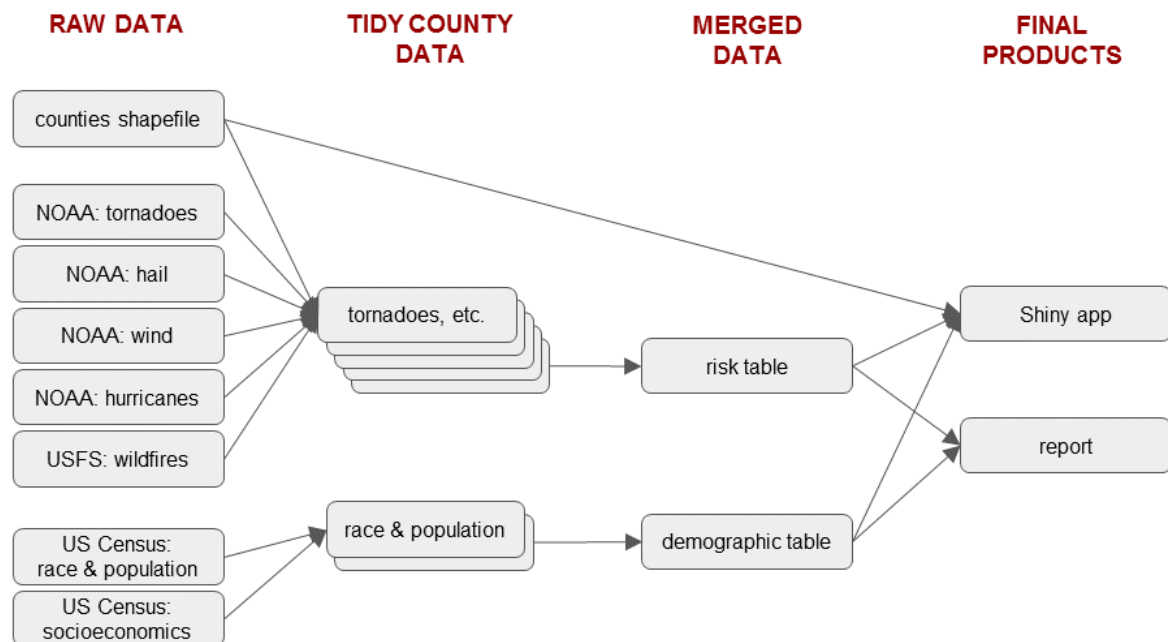 RAW DATA
TIDY COUNTY
DATA
MERGED
DATA
FINAL
PRODUCTS
counties shapefile
NOAA: tornadoes
NOAA: hail
NOAA: wind
NOAA: hurricanes
USFS: wildfires
US Census:
race & population
US Census:
socioeconomics
tornadoes, etc.
race & population
risk table
demographic table
Shiny app
report